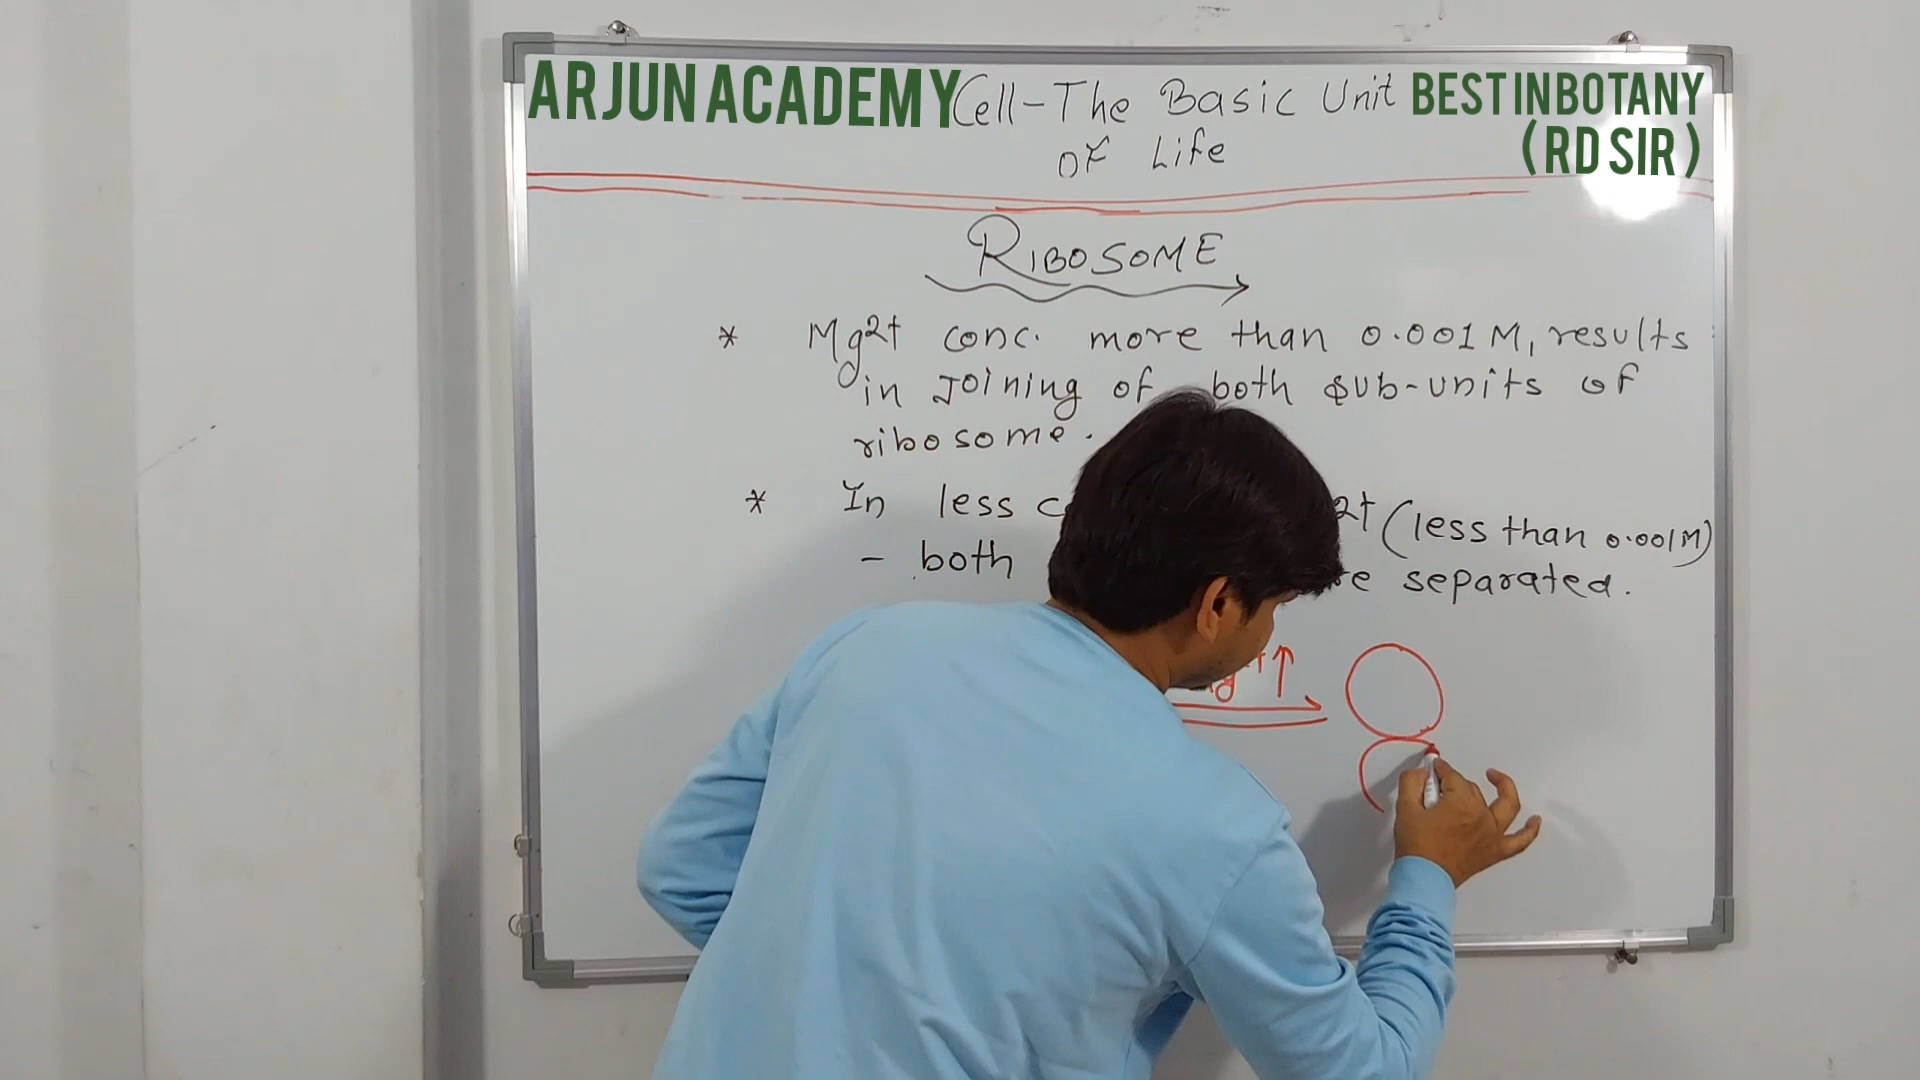 ARJUN ACADEMY
Cell-The Basic Unit
OF Life
BEST IN BOTANY
(RD SIR)
RIBOSOME
* Mg2+ conc. more than 0.001M, results
in Joining of both sub-units of
ribosome.
* In less 2+ (less than 0.001M)
- both separated.